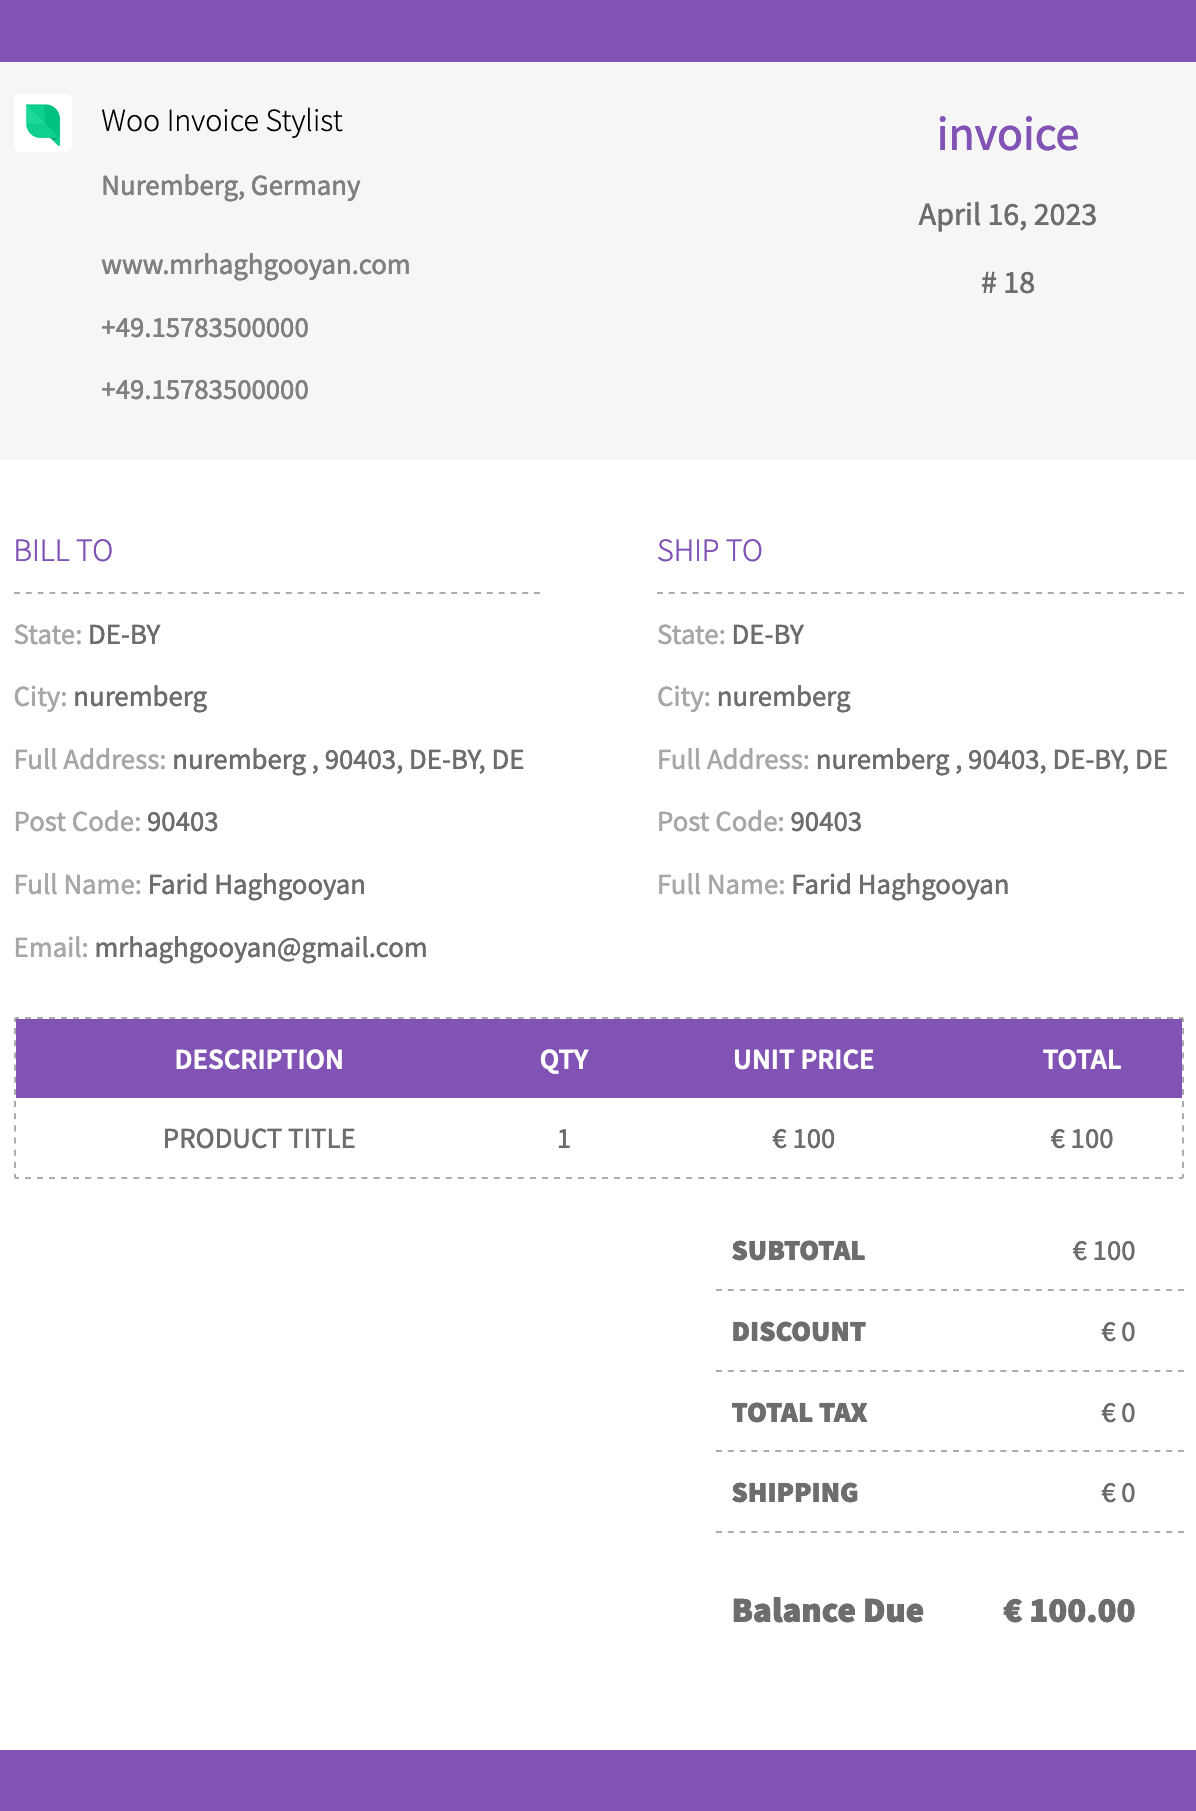 Woo Invoice Stylist
Nuremberg, Germany
www.mrhaghgooyan.com
+49.15783500000
+49.15783500000
invoice
April 16, 2023
# 18
BILL TO
State: DE-BY
City: nuremberg
Full Address: nuremberg , 90403, DE-BY, DE
Post Code: 90403
Full Name: Farid Haghgooyan
Email: mrhaghgooyan@gmail.com
SHIP TO
State: DE-BY
City: nuremberg
Full Address: nuremberg , 90403, DE-BY, DE
Post Code: 90403
Full Name: Farid Haghgooyan
DESCRIPTION QTY UNIT PRICE TOTAL
PRODUCT TITLE 1 € 100 € 100
SUBTOTAL € 100
DISCOUNT € 0
TOTAL TAX € 0
SHIPPING € 0
Balance Due € 100.00